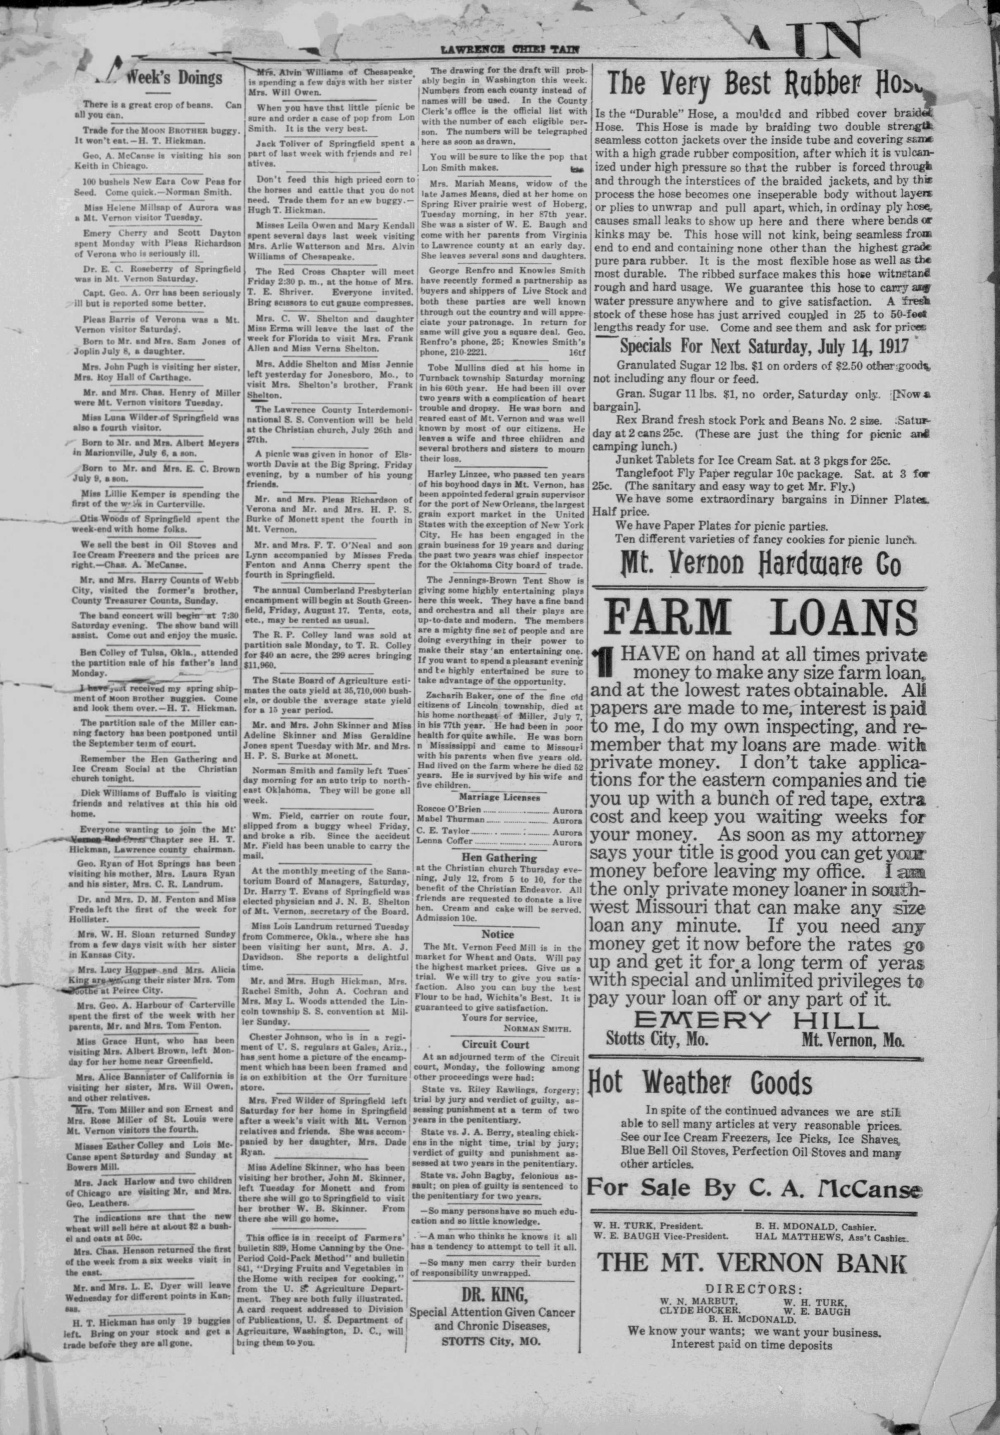 LAWRENCE CHIEFTAIN
AIN
Week's Doings
There is a great crop of beans. Can
all you can.
Trade for the MOON BROTHER buggy.
It won't eat.—H. T. Hickman.
Geo. A. McCanse is visiting his son
Keith in Chicago.
100 bushels New Eara Cow Peas for
Seed. Come quick.—Norman Smith.
Miss Helene Millsap of Aurora was
a Mt. Vernon visitor Tuesday.
Emery Cherry and Scott Dayton
spent Monday with Pleas Richardson
of Verona who is seriously ill.
Dr. E. C. Roseberry of Springfield
was in Mt. Vernon Saturday.
Capt. Geo. A. Orr has been seriously
ill but is reported some better.
Pleas Barris of Verona was a Mt.
Vernon visitor Saturday.
Born to Mr. and Mrs. Sam Jones of
Joplin July 8, a daughter.
Mrs. John Pugh is visiting her sister,
Mrs. Roy Hall of Carthage.
Mr. and Mrs. Chas. Henry of Miller
were Mt. Vernon visitors Tuesday.
Miss Luna Wilder of Springfield was
also a fourth visitor.
Born to Mr. and Mrs. Albert Meyers
in Marionville, July 6, a son.
Born to Mr. and Mrs. E. C. Brown
July 9, a son.
Miss Lillie Kemper is spending the
first of the week in Carterville.
Otis Woods of Springfield spent the
week-end with home folks.
We sell the best in Oil Stoves and
Ice Cream Freezers and the prices are
right.—Chas. A. McCanse.
Mr. and Mrs. Harry Counts of Webb
City, visited the former's brother,
County Treasurer Counts, Sunday.
The band concert will begin at 7:30
Saturday evening. The show band will
assist. Come out and enjoy the music.
Ben Colley of Tulsa, Okla., attended
the partition sale of his father's land
Monday.
I have just received my spring ship-
ment of Moon Brother buggies. Come
and look them over.—H. T. Hickman.
The partition sale of the Miller can-
ning factory has been postponed until
the September term of court.
Remember the Hen Gathering and
Ice Cream Social at the Christian
church tonight.
Dick Williams of Buffalo is visiting
friends and relatives at this his old
home.
Everyone wanting to join the Mt'
Vernon Red Cross Chapter see H. T.
Hickman, Lawrence county chairman.
Geo. Ryan of Hot Springs has been
visiting his mother, Mrs. Laura Ryan
and his sister, Mrs. C. R. Landrum.
Dr. and Mrs. D. M. Fenton and Miss
Freda left the first of the week for
Hollister.
Mrs. W. H. Sloan returned Sunday
from a few days visit with her sister
in Kansas City.
Mrs. Lucy Hopper and Mrs. Alicia
King are visiting their sister Mrs. Tom
Boothe at Peirce City.
Mrs. Geo. A. Harbour of Carterville
spent the first of the week with her
parents, Mr. and Mrs. Tom Fenton.
Miss Grace Hunt, who has been
visiting Mrs. Albert Brown, left Mon-
day for her home near Greenfield.
Mrs. Alice Bannister of California is
visiting her sister, Mrs. Will Owen,
and other relatives.
Mrs. Tom Miller and son Ernest and
Mrs. Rose Miller of St. Louis were
Mt. Vernon visitors the fourth.
Misses Esther Colley and Lois Mc-
Canse spent Saturday and Sunday at
Bowers Mill.
Mrs. Jack Harlow and two children
of Chicago are visiting Mr. and Mrs.
Geo. Leathers.
The indications are that the new
wheat will sell here at about $2 a bush-
el and oats at 50c.
Mrs. Chas. Henson returned the first
of the week from a six weeks visit in
the east.
Mr. and Mrs. L. E. Dyer will leave
Wednesday for different points in Kan-
sas.
H. T. Hickman has only 19 buggies
left. Bring on your stock and get a
trade before they are all gone.
Mrs. Alvin Williams of Chesapeake
is spending a few days with her sister
Mrs. Will Owen.
When you have that little picnic be
sure and order a case of pop from Lon
Smith. It is the very best.
Jack Toliver of Springfield spent a
part of last week with friends and rel
atives.
Don't feed this high priced corn to
the horses and cattle that you do not
need. Trade them for an ew buggy.—
Hugh T. Hickman.
Misses Leila Owen and Mary Kendall
spent several days last week visiting
Mrs. Arlie Watterson and Mrs. Alvin
Williams of Chesapeake.
The Red Cross Chapter will meet
Friday 2:30 p. m., at the home of Mrs.
T. E. Shriver. Everyone invited.
Bring scissors to cut gauze compresses.
Mrs. C. W. Shelton and daughter
Miss Erma will leave the last of the
week for Florida to visit Mrs. Frank
Allen and Miss Verna Shelton.
Mrs. Addie Shelton and Miss Jennie
left yesterday for Jonesboro, Mo., to
visit Mrs. Shelton's brother, Frank
Shelton.
The Lawrence County Interdemoni-
national S. S. Convention will be held
at the Christian church, July 26th and
27th.
A picnic was given in honor of Els-
worth Davis at the Big Spring. Friday
evening, by a number of his young
friends.
Mr. and Mrs. Pleas Richardson of
Verona and Mr. and Mrs. H. P. S.
Burke of Monett spent the fourth in
Mt. Vernon.
Mr. and Mrs. F. T. O'Neal and son
Lynn accompanied by Misses Freda
Fenton and Anna Cherry spent the
fourth in Springfield.
The annual Cumberland Presbyterian
encampment will begin at South Green-
field, Friday, August 17. Tents, cots,
etc., may be rented as usual.
The R. P. Colley land was sold at
partition sale Monday, to T. R. Colley
for $40 an acre, the 299 acres bringing
$11,960.
The State Board of Agriculture esti-
mates the oats yield at 35,710,000 bush-
els, or double the average state yield
for a 15 year period.
Mr. and Mrs. John Skinner and Miss
Adeline Skinner and Miss Geraldine
Jones spent Tuesday with Mr. and Mrs.
H. P. S. Burke at Monett.
Norman Smith and family left Tues
day morning for an auto trip to north-
east Oklahoma. They will be gone all
week.
Wm. Field, carrier on route four,
slipped from a buggy wheel Friday,
and broke a rib. Since the accident
Mr. Field has been unable to carry the
mail.
At the monthly meeting of the Sana-
torium Board of Managers, Saturday,
Dr. Harry T. Evans of Springfield was
elected physician and J. N. B. Shelton
of Mt. Vernon, secretary of the Board.
Miss Lois Landrum returned Tuesday
from Commerce, Okla., where she has
been visiting her aunt, Mrs. A. J.
Davidson. She reports a delightful
time.
Mr. and Mrs. Hugh Hickman, Mrs.
Rachel Smith, John A. Cochran and
Mrs. May L. Woods attended the Lin-
coln township S. S. convention at Mil-
ler Sunday.
Chester Johnson, who is in a regi-
ment of U. S. regulars at Gales, Ariz.,
has sent home a picture of the encamp-
ment which has been been framed and
is on exhibition at the Orr furniture
store.
Mrs. Fred Wilder of Springfield left
Saturday for her home in Springfield
after a week's visit with Mt. Vernon
relatives and friends. She was accom-
panied by her daughter, Mrs. Dade
Ryan.
Miss Adeline Skinner, who has been
visiting her brother, John M. Skinner,
left Tuesday for Monett and from
there she will go to Springfield to visit
her brother W. B. Skinner. From
there she will go home.
This office is in receipt of Farmers'
bulletin 839, Home Canning by the One-
Period Cold-Pack Method" and bulletin
841, "Drying Fruits and Vegetables in
the Home with recipes for cooking,"
from the U. S. Agriculture Depart-
ment. They are both fully illustrated.
A card request addressed to Division
of Publications, U. S. Department of
Agriculture, Washington, D. C., will
bring them to you.
The drawing for the draft will prob-
ably begin in Washington this week.
Numbers from each county instead of
names will be used. In the County
Clerk's office is the official list with
with the number of each eligible per-
son. The numbers will be telegraphed
here as soon as drawn,
You will be sure to like the pop that
Lon Smith makes.
Mrs. Mariah Means, widow of the
late James Means, died at her home on
Spring River prairie west of Hoberg,
Tuesday morning, in her 87th year.
She was a sister of W. E. Baugh and
come with her parents from Virginia
to Lawrence county at an early day.
She leaves several sons and daughters.
George Renfro and Knowles Smith
have recently formed a partnership as
buyers and shippers of Live Stock and
both these parties are well known
through out the country and will appre-
ciate your patronage. In return for
same will give you a square deal. Geo.
Renfro's phone, 25; Knowles Smith's
phone, 210-2221. 16tf
Tobe Mullins died at his home in
Turnback township Saturday morning
in his 60th year. He had been ill over
two years with a complication of heart
trouble and dropsy. He was born and
reared east of Mt. Vernon and was well
known by most of our citizens. He
leaves a wife and three children and
several brothers and sisters to mourn
their loss.
Harley Linzee, who passed ten years
of his boyhood days in Mt. Vernon, has
been appointed federal grain supervisor
for the port of New Orleans, the largest
grain export market in the United
States with the exception of New York
City. He has been engaged in the
grain business for 19 years and during
the past two years was chief inspector
for the Oklahoma City board of trade.
The Jennings-Brown Tent Show is
giving some highly entertaining plays
here this week. They have a fine band
and orchestra and all their plays are
up-to-date and modern. The members
are a mighty fine set of people and are
doing everything in their power to
make their stay an entertaining one.
If you want to spend a pleasant evening
and be highly entertained be sure to
take advantage of the opportunity.
Zacharih Baker, one of the fine old
citizens of Lincoln township, died at
his home northeast of Miller, July 7,
in his 77th year. He had been in poor
health for quite awhile. He was born
n Mississippi and came to Missouri
with his parents when five years old.
Had lived on the farm where he died 52
years. He is survived by his wife and
five children.
Marriage Licenses
Roscoe O'Brien ... Aurora
Mabel Thurman ... Aurora
C. E. Taylor ... Aurora
Lenna Coffer ... Aurora
Hen Gathering
at the Christian church Thursday eve-
ning, July 12, from 5 to 10, for the
benefit of the Christian Endeavor. All
friends are requested to donate a live
hen. Cream and cake will be served.
Admission 10c.
Notice
The Mt. Vernon Feed Mill is in the
market for Wheat and Oats. Will pay
the highest market prices. Give us a
trial. We will try to give you satis-
faction. Also you can buy the best
Flour to be had, Wichita's Best. It is
guaranteed to give satisfaction.
Yours for service,
NORMAN SMITH.
Circuit Court
At an adjourned term of the Circuit
court, Monday, the following among
other proceedings were had:
State vs. Riley Rawlings, forgery;
trial by jury and verdict of guilty, as-
sessing punishment at a term of two
years in the penitentiary.
State vs. J. A. Berry, stealing chick-
ens in the night time, trial by jury;
verdict of guilty and punishment as-
sessed at two years in the penitentiary.
State vs. John Bagby, felonious as-
sault; on plea of guilty is sentenced to
the penitentiary for two years.
—So many persons have so much edu-
cation and so little knowledge.
—A man who thinks he knows it all
has a tendency to attempt to tell it all.
—So many men carry their burden
of responsibility unwrapped.
DR. KING,
Special Attention Given Cancer
and Chronic Diseases,
STOTTS City, MO.
The Very Best Rubber Hose
Is the "Durable" Hose, a moulded and ribbed cover braided
Hose. This Hose is made by braiding two double strength
seamless cotton jackets over the inside tube and covering same
with a high grade rubber composition, after which it is vulcan-
ized under high pressure so that the rubber is forced through
and through the interstices of the braided jackets, and by this
process the hose becomes one inseperable body without layers
or plies to unwrap and pull apart, which, in ordinay ply hose,
causes small leaks to show up here and there where bends or
kinks may be. This hose will not kink, being seamless from
end to end and containing none other than the highest grade
pure para rubber. It is the most flexible hose as well as the
most durable. The ribbed surface makes this hose witnstand
rough and hard usage. We guarantee this hose to carry any
water pressure anywhere and to give satisfaction. A fresh
stock of these hose has just arrived coupled in 25 to 50-feet
lengths ready for use. Come and see them and ask for prices
Specials For Next Saturday, July 14, 1917
Granulated Sugar 12 lbs. $1 on orders of $2.50 other goods,
not including any flour or feed.
Gran. Sugar 11 lbs. $1, no order, Saturday only. [Now a
bargain].
Rex Brand fresh stock Pork and Beans No. 2 size. Satur-
day at 2 cans 25c. (These are just the thing for picnic and
camping lunch.)
Junket Tablets for Ice Cream Sat. at 3 pkgs for 25c.
Tanglefoot Fly Paper regular 10c package. Sat. at 3 for
25c. (The sanitary and easy way to get Mr. Fly.)
We have some extraordinary bargains in Dinner Plates.
Half price.
We have Paper Plates for picnic parties.
Ten different varieties of fancy cookies for picnic lunch.
Mt. Vernon Hardware Co
FARM LOANS
¶ I HAVE on hand at all times private
money to make any size farm loan,
and at the lowest rates obtainable. All
papers are made to me, interest is paid
to me, I do my own inspecting, and re-
member that my loans are made with
private money. I don't take applica-
tions for the eastern companies and tie
you up with a bunch of red tape, extra
cost and keep you waiting weeks for
your money. As soon as my attorney
says your title is good you can get your
money before leaving my office. I am
the only private money loaner in south-
west Missouri that can make any size
loan any minute. If you need any
money get it now before the rates go
up and get it for a long term of yeras
with special and unlimited privileges to
pay your loan off or any part of it.
EMERY HILL
Stotts City, Mo. Mt. Vernon, Mo.
Hot Weather Goods
In spite of the continued advances we are still
able to sell many articles at very reasonable prices.
See our Ice Cream Freezers, Ice Picks, Ice Shaves,
Blue Bell Oil Stoves, Perfection Oil Stoves and many
other articles.
For Sale By C. A. McCanse
W. H. TURK, President. B. H. MDONALD, Cashier.
W. E. BAUGH Vice-President. HAL MATTHEWS, Ass't Cashier.
THE MT. VERNON BANK
DIRECTORS:
W. N. MARBUT, W. H. TURK,
CLYDE HOCKER. W. E. BAUGH
B. H. McDONALD.
We know your wants; we want your business.
Interest paid on time deposits